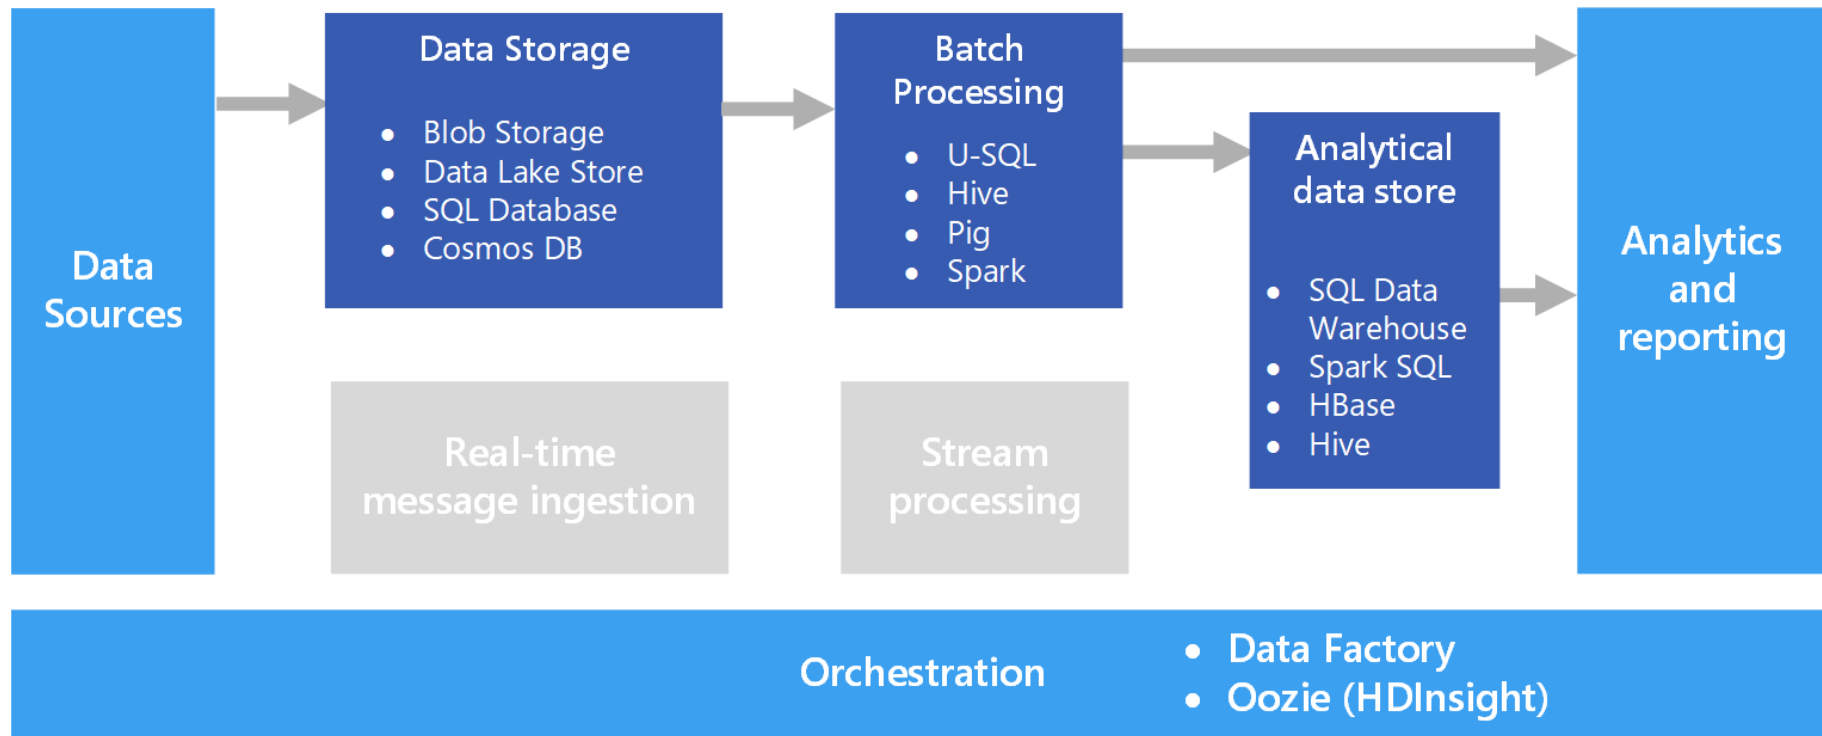 Data
Sources
Data Storage
● Blob Storage
● Data Lake Store
● SQL Database
● Cosmos DB
Batch
Processing
● U-SQL
● Hive
● Pig
● Spark
Real-time
message ingestion
Stream
processing
Analytical
data store
● SQL Data
Warehouse
● Spark SQL
● HBase
● Hive
Analytics
and
reporting
Orchestration
● Data Factory
● Oozie (HDInsight)